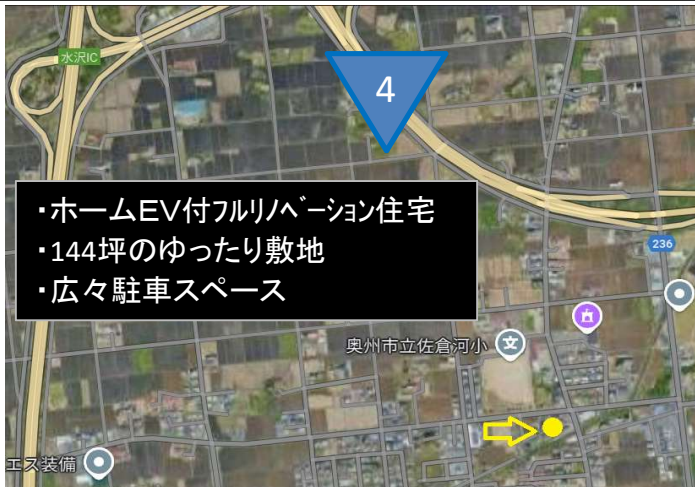 水沢IC
4
・ホームEV付フルリノベーション住宅
・144坪のゆったり敷地
・広々駐車スペース
236
奥州市立佐倉河小
文
エス装備